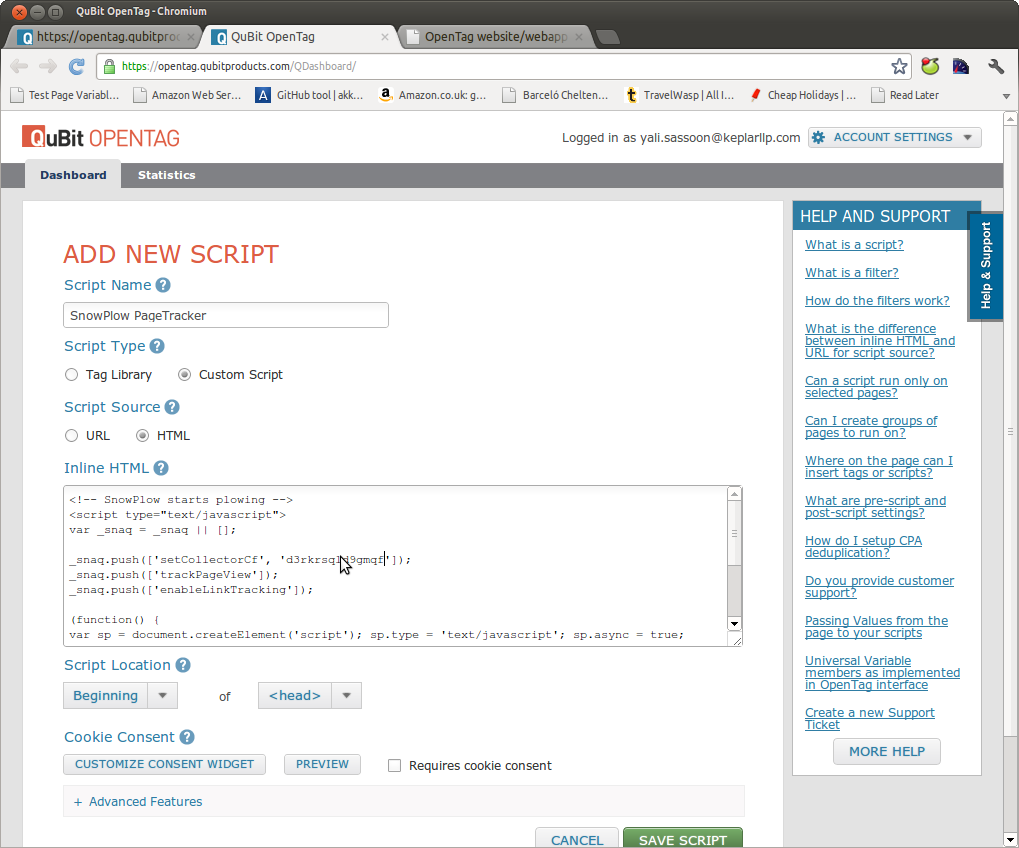 QuBit OpenTag - Chromium
https://opentag.qubitpro
QuBit OpenTag
OpenTag website/webapp
https://opentag.qubitproducts.com/QDashboard/
Test Page Variabl...
Amazon Web Ser...
GitHub tool | akk...
Amazon.co.uk: g...
Barceló Chelten...
TravelWasp | All I...
Cheap Holidays | ...
Read Later
QuBit OPENTAG
Logged in as yali.sassoon@keplarllp.com
ACCOUNT SETTINGS
Dashboard
Statistics
ADD NEW SCRIPT
Script Name ?
SnowPlow PageTracker
Script Type ?
Tag Library
Custom Script
Script Source ?
URL
HTML
Inline HTML ?
<!-- SnowPlow starts plowing -->
<script type="text/javascript">
var _snaq = _snaq || [];
_snaq.push(['setCollectorCf', 
_snaq.push(['trackPageView']);
_snaq.push(['enableLinkTracking']);
(function() {
var sp = document.createElement('script'); sp.type = 'text/javascript'; sp.async = true;
Script Location ?
Beginning
of
<head>
Cookie Consent ?
CUSTOMIZE CONSENT WIDGET
PREVIEW
Requires cookie consent
+ Advanced Features
CANCEL
SAVE SCRIPT
HELP AND SUPPORT
What is a script?
What is a filter?
How do the filters work?
What is the difference
between inline HTML and
URL for script source?
Can a script run only on
selected pages?
Can I create groups of
pages to run on?
Where on the page can I
insert tags or scripts?
What are pre-script and
post-script settings?
How do I setup CPA
deduplication?
Do you provide customer
support?
Passing Values from the
page to your scripts
Universal Variable
members as implemented
in OpenTag interface
Create a new Support
Ticket
MORE HELP
Help & Support